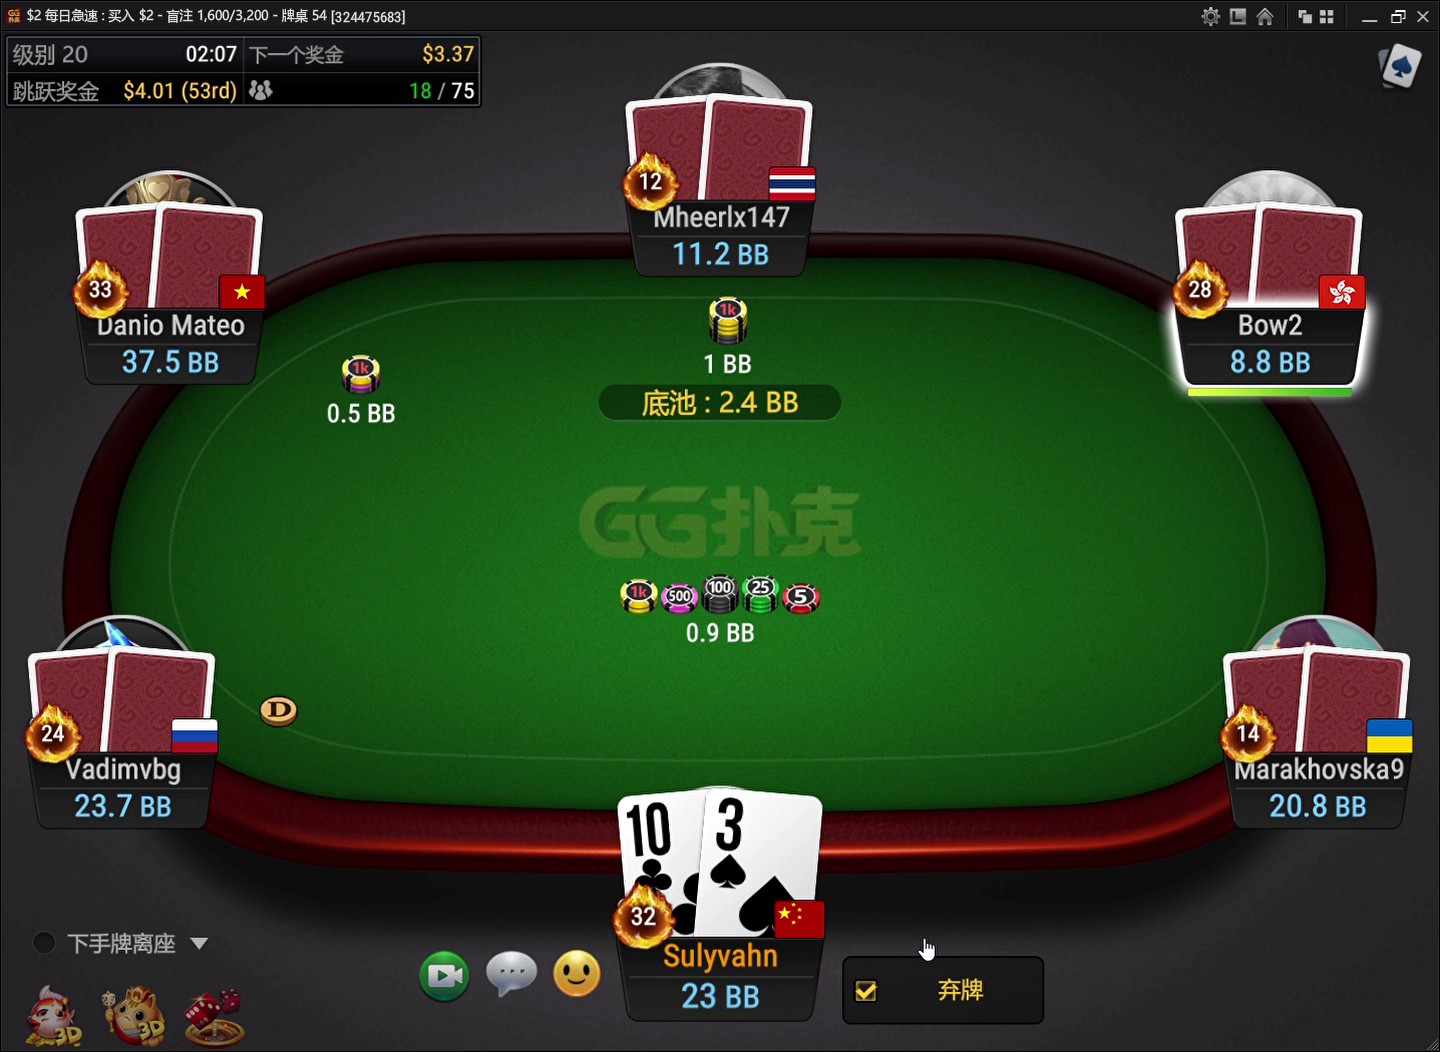 $2 每日急速 : 买入 $2 - 盲注 1,600/3,200 - 牌桌 54 [324475683]
级别 20 02:07 下一个奖金 $3.37
跳跃奖金 $4.01 (53rd) 18 / 75
12
Mheerlx147
11.2 BB
33
Danio Mateo
37.5 BB
28
Bow2
8.8 BB
1k
1 BB
1k
0.5 BB
底池 : 2.4 BB
GG扑克
1k 500 100 25 5
0.9 BB
24
Vadimvbg
23.7 BB
D
14
Marakhovska9
20.8 BB
10 3
32
Sulyvahn
23 BB
下手牌离座
弃牌
3D 3D